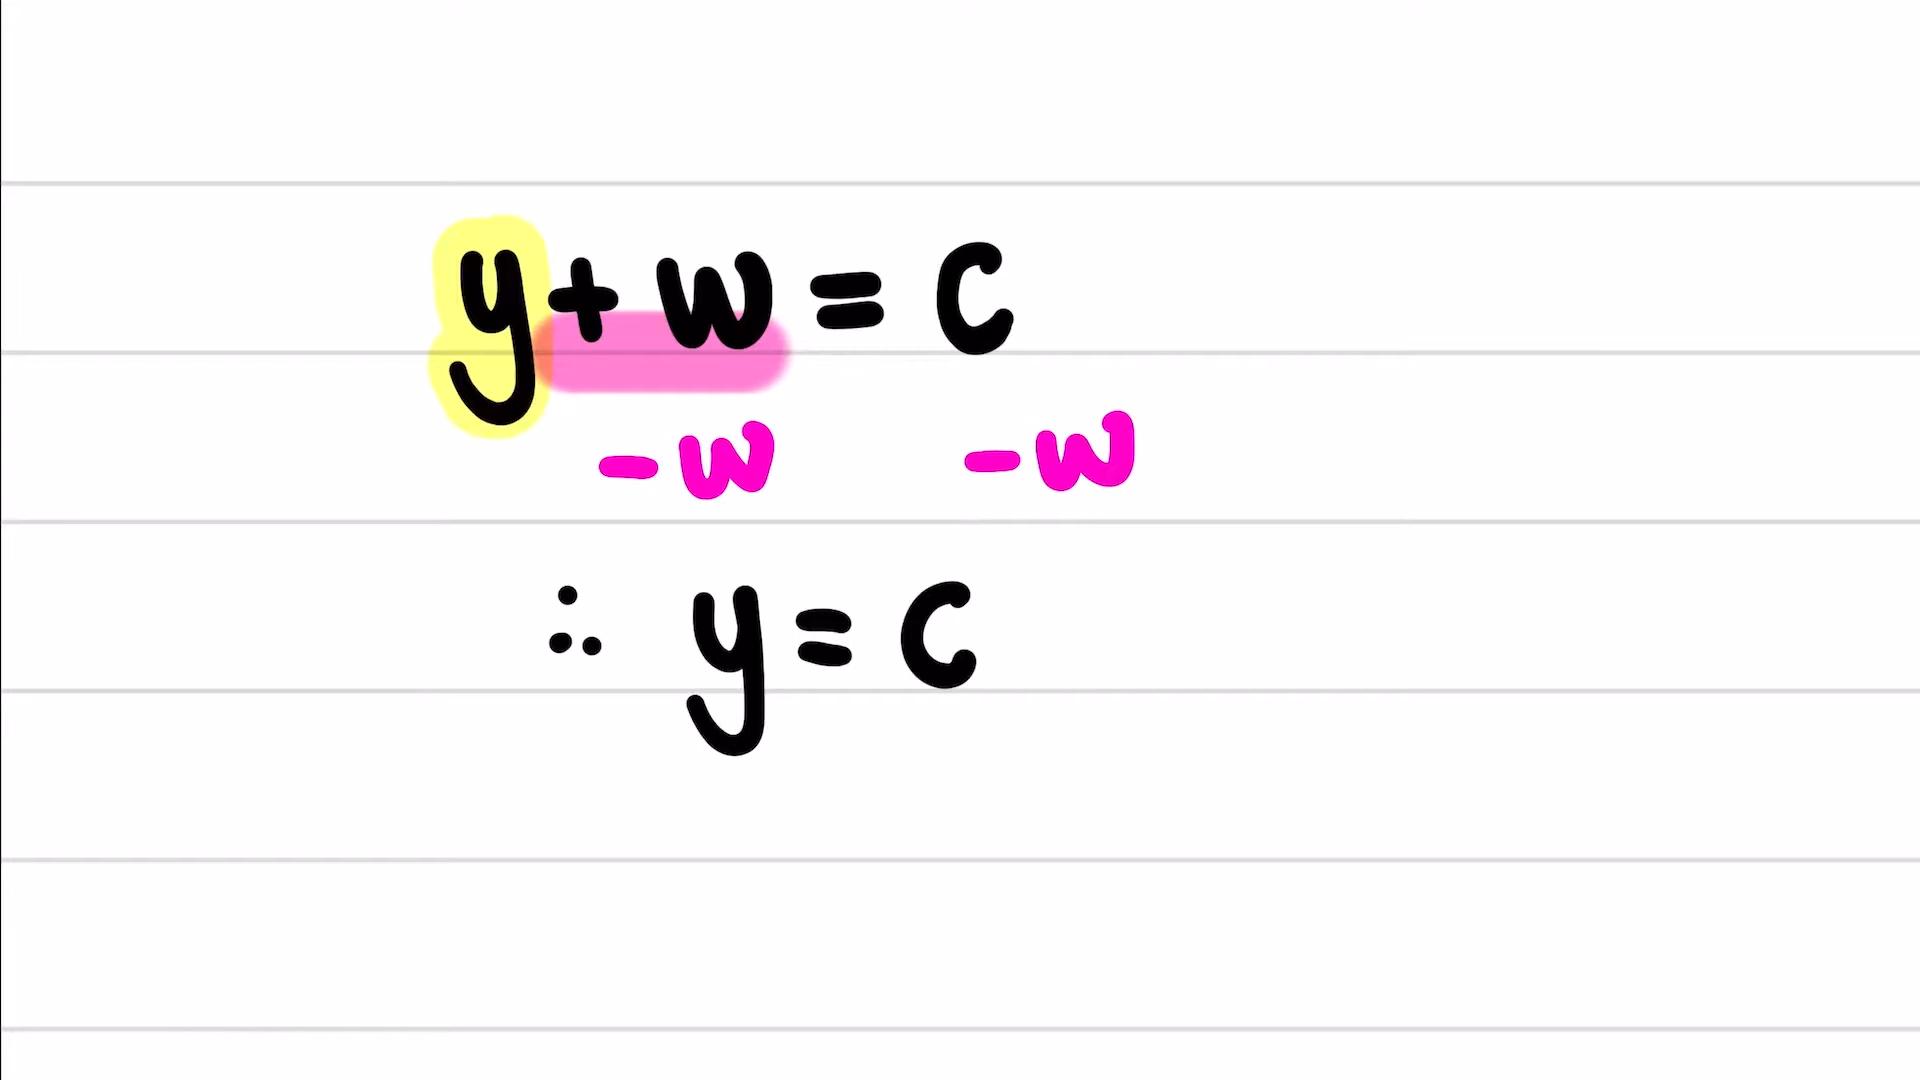 y + w = c
- w - w
∴ y = c